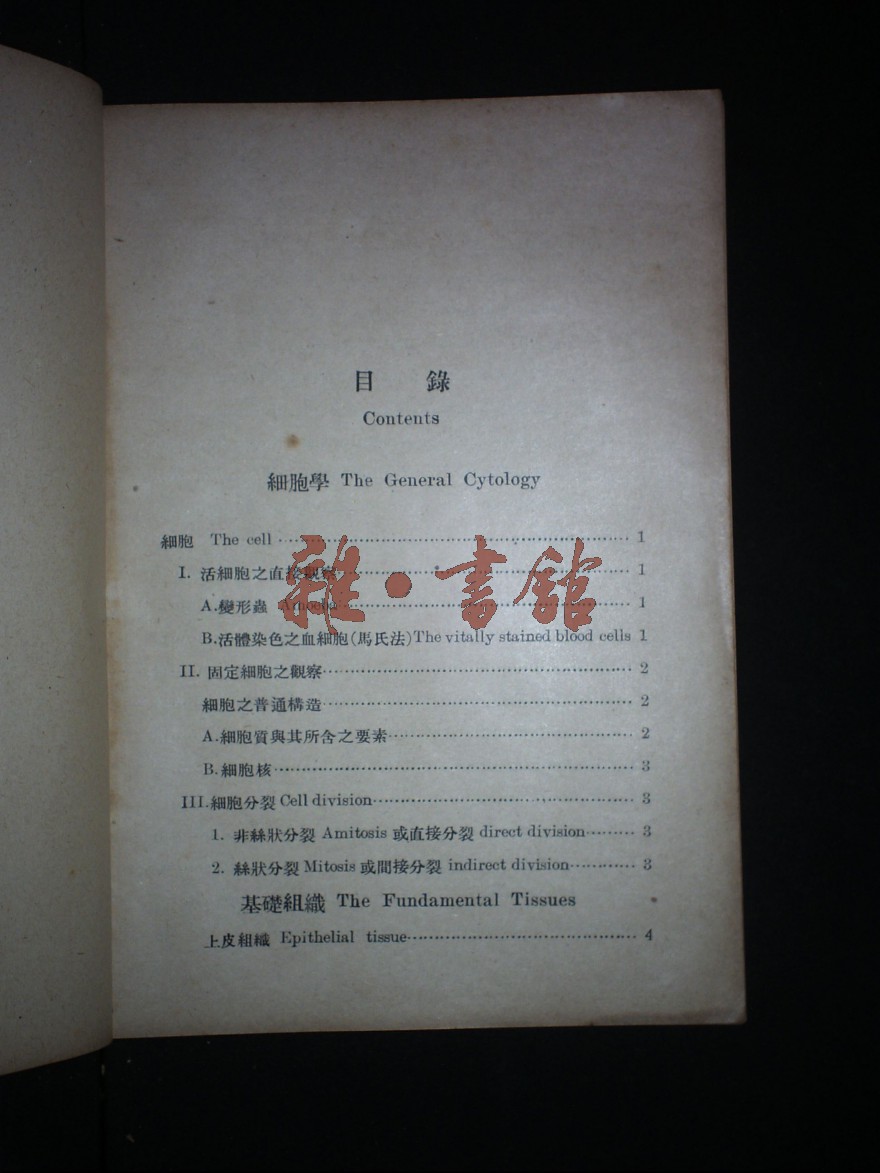 目 錄
Contents
細胞學 The General Cytology
細胞 The cell ························ 1
I. 活細胞之直接觀察 ························ 1
A.變形蟲 Amoeba ························ 1
B.活體染色之血細胞(馬氏法)The vitally stained blood cells 1
II. 固定細胞之觀察 ························ 2
細胞之普通構造 ························ 2
A.細胞質與其所含之要素 ························ 2
B.細胞核 ························ 3
III.細胞分裂 Cell division ························ 3
1. 非絲狀分裂 Amitosis 或直接分裂 direct division ········· 3
2. 絲狀分裂 Mitosis 或間接分裂 indirect division ············ 3
基礎組織 The Fundamental Tissues
上皮組織 Epithelial tissue ························ 4
雜·書館